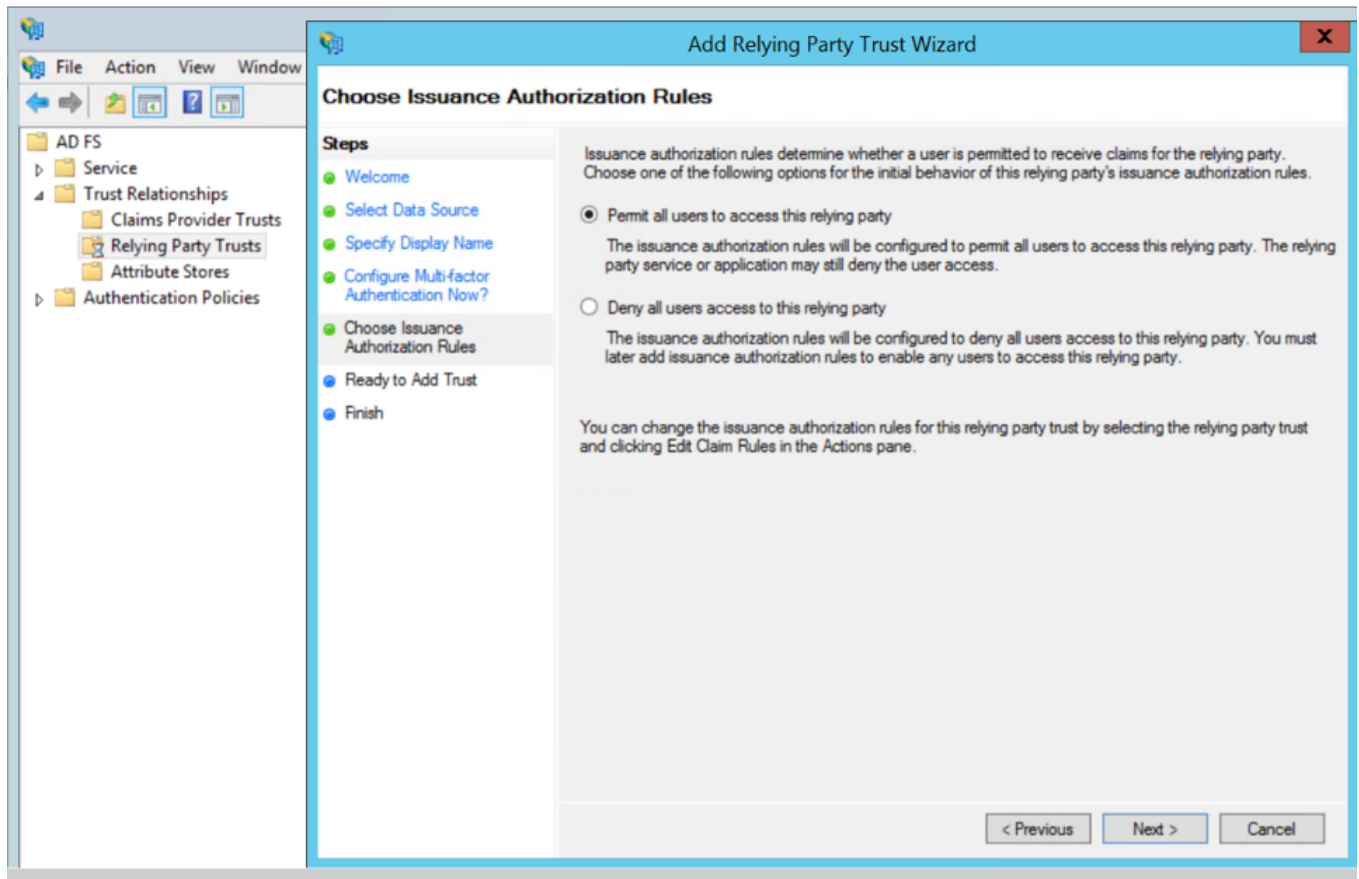 Add Relying Party Trust Wizard
X
File Action View Window
Choose Issuance Authorization Rules
AD FS
Service
Trust Relationships
Claims Provider Trusts
Relying Party Trusts
Attribute Stores
Authentication Policies
Steps
Welcome
Select Data Source
Specify Display Name
Configure Multi-factor
Authentication Now?
Choose Issuance
Authorization Rules
Ready to Add Trust
Finish
Issuance authorization rules determine whether a user is permitted to receive claims for the relying party.
Choose one of the following options for the initial behavior of this relying party's issuance authorization rules.
Permit all users to access this relying party
The issuance authorization rules will be configured to permit all users to access this relying party. The relying
party service or application may still deny the user access.
Deny all users access to this relying party
The issuance authorization rules will be configured to deny all users access to this relying party. You must
later add issuance authorization rules to enable any users to access this relying party.
You can change the issuance authorization rules for this relying party trust by selecting the relying party trust
and clicking Edit Claim Rules in the Actions pane.
< Previous Next > Cancel